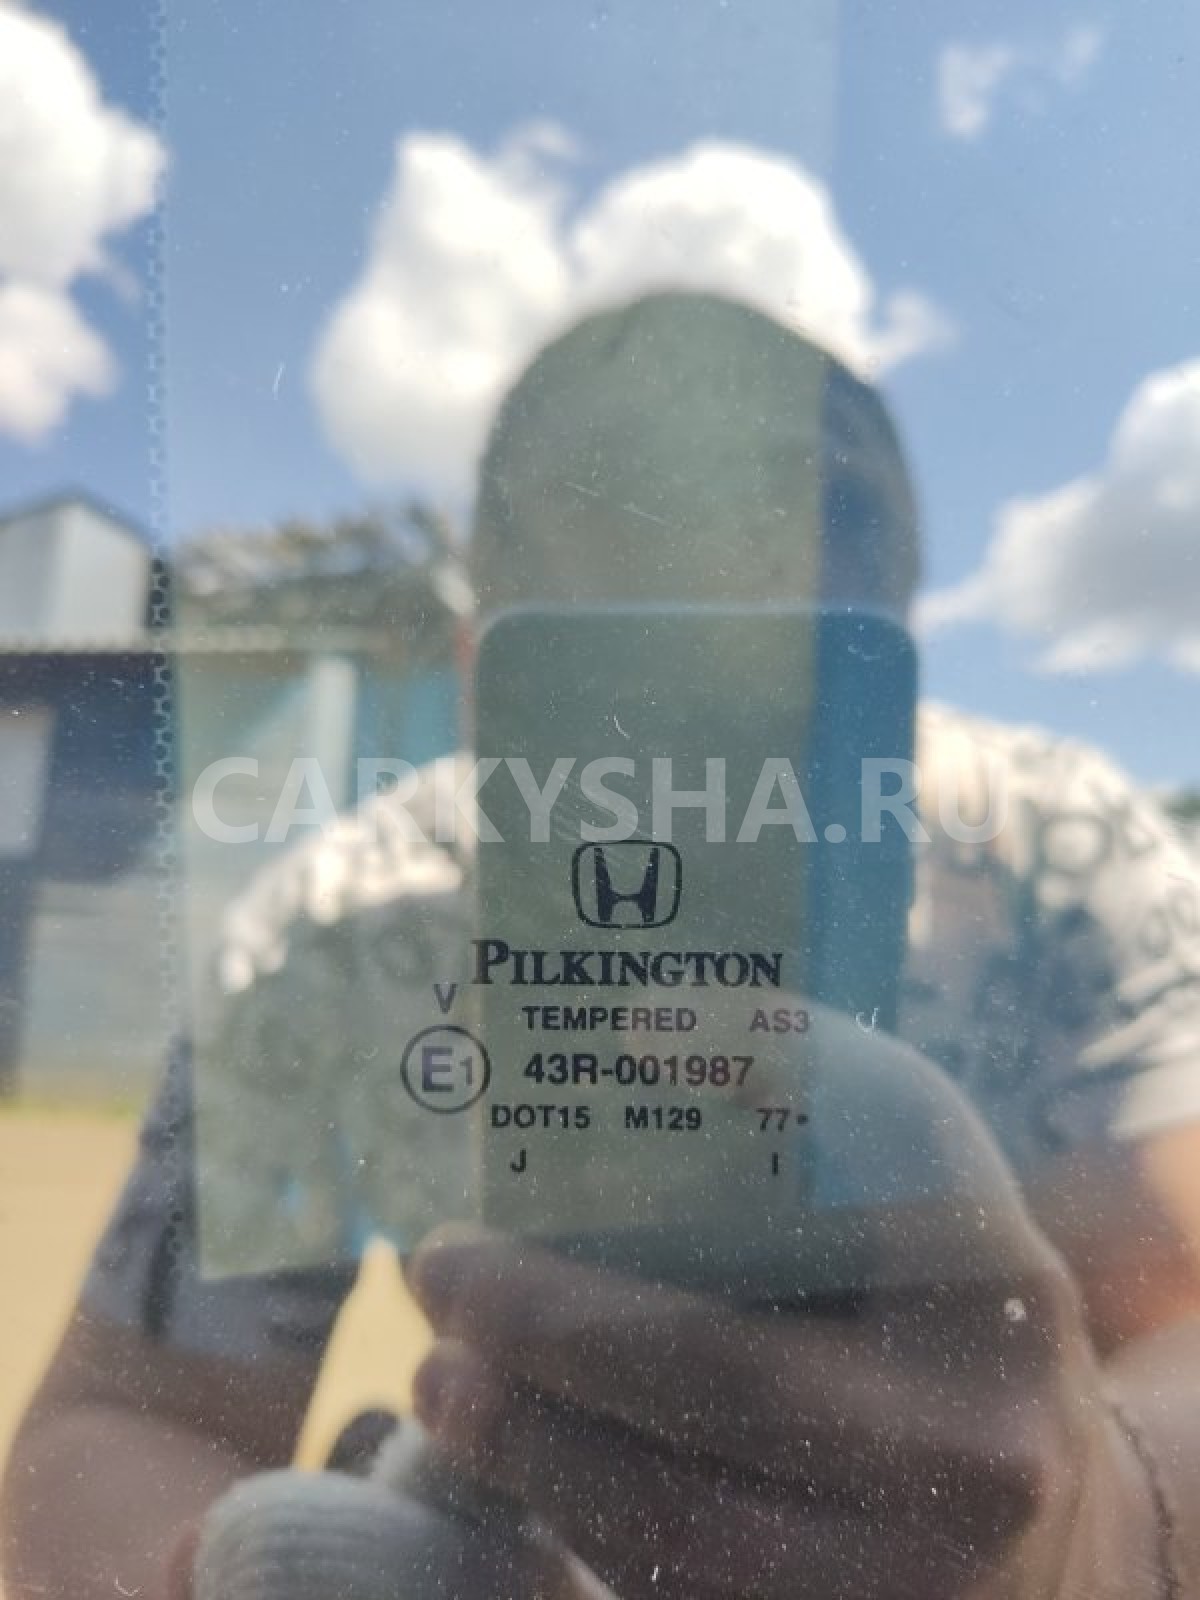 CARKYSHA.RU
PILKINGTON
V
TEMPERED AS3
E1 43R-001987
DOT15 M129 77•
J I